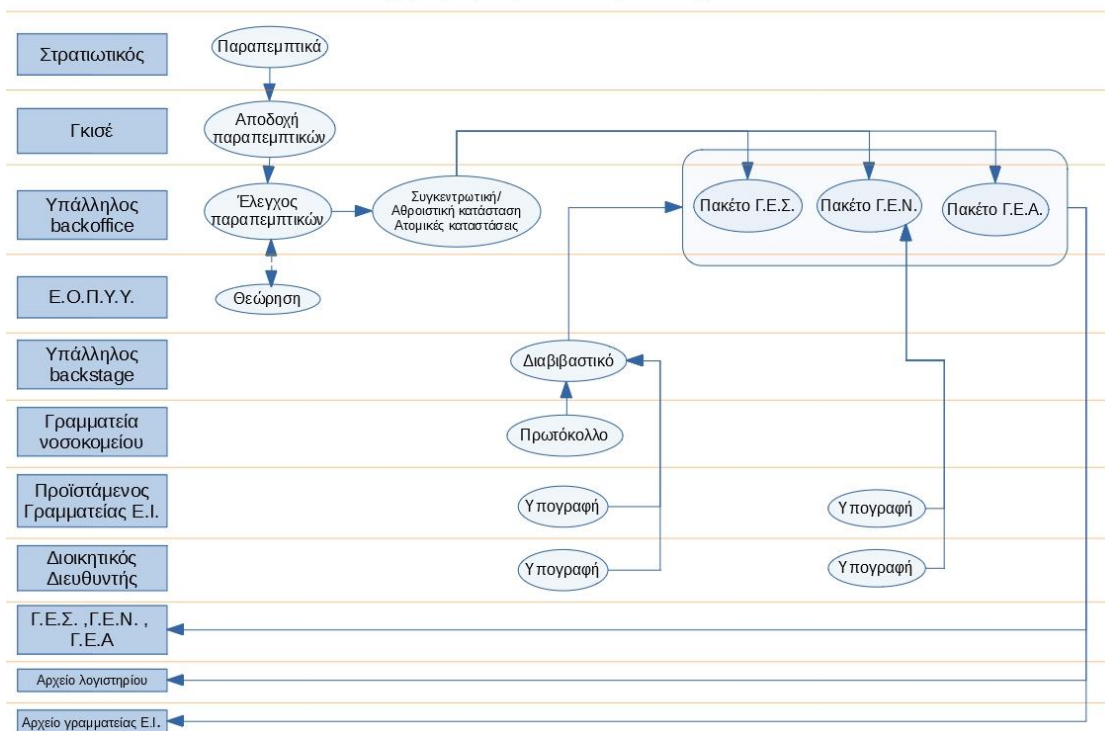 Στρατιωτικός
Παραπεμπτικά
Γκισέ
Αποδοχή
παραπεμπτικών
Υπάλληλος
backoffice
Έλεγχος
παραπεμπτικών
Συγκεντρωτική/
Αθροιστική κατάσταση
Ατομικές καταστάσεις
Πακέτο Γ.Ε.Σ.
Πακέτο Γ.Ε.Ν.
Πακέτο Γ.Ε.Α.
Ε.Ο.Π.Υ.Υ.
Θεώρηση
Υπάλληλος
backstage
Διαβιβαστικό
Γραμματεία
νοσοκομείου
Πρωτόκολλο
Προϊστάμενος
Γραμματείας Ε.Ι.
Υπογραφή
Υπογραφή
Διοικητικός
Διευθυντής
Υπογραφή
Υπογραφή
Γ.Ε.Σ. ,Γ.Ε.Ν. ,
Γ.Ε.Α
Αρχείο λογιστηρίου
Αρχείο γραμματείας Ε.Ι.